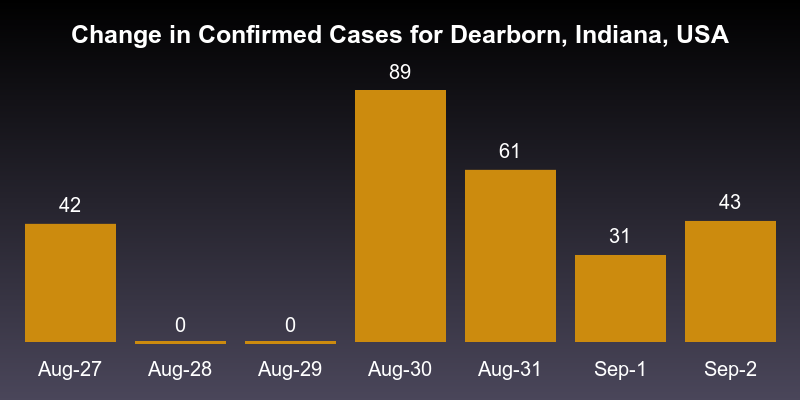 Change in Confirmed Cases for Dearborn, Indiana, USA
42
0
0
89
61
31
43
Aug-27
Aug-28
Aug-29
Aug-30
Aug-31
Sep-1
Sep-2